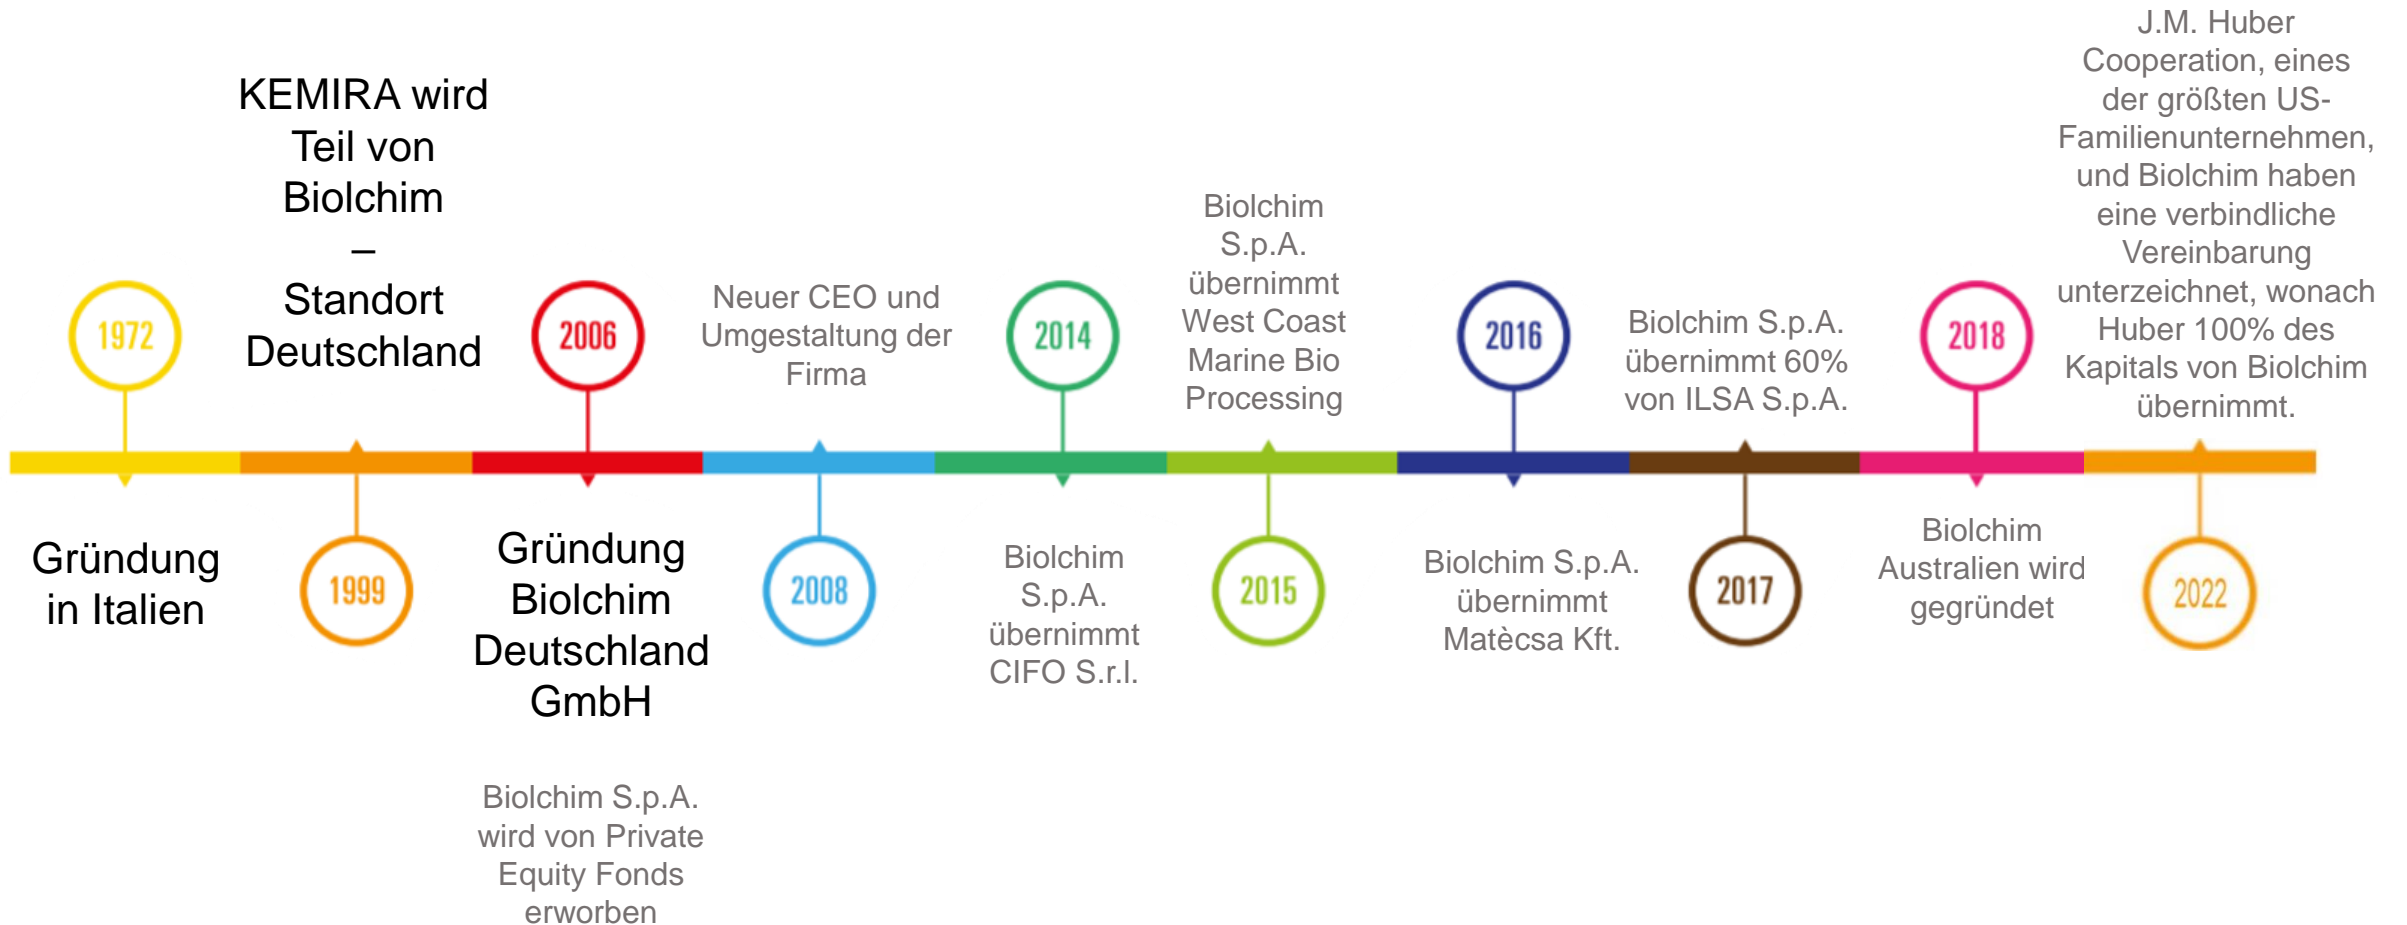 1972
Gründung
in Italien
KEMIRA wird
Teil von
Biolchim
–
Standort
Deutschland
1999
2006
Gründung
Biolchim
Deutschland
GmbH
Biolchim S.p.A.
wird von Private
Equity Fonds
erworben
Neuer CEO und
Umgestaltung der
Firma
2008
2014
Biolchim
S.p.A.
übernimmt
CIFO S.r.l.
Biolchim
S.p.A.
übernimmt
West Coast
Marine Bio
Processing
2015
2016
Biolchim S.p.A.
übernimmt
Matècsa Kft.
Biolchim S.p.A.
übernimmt 60%
von ILSA S.p.A.
2017
2018
Biolchim
Australien wird
gegründet
J.M. Huber
Cooperation, eines
der größten US-
Familienunternehmen,
und Biolchim haben
eine verbindliche
Vereinbarung
unterzeichnet, wonach
Huber 100% des
Kapitals von Biolchim
übernimmt.
2022